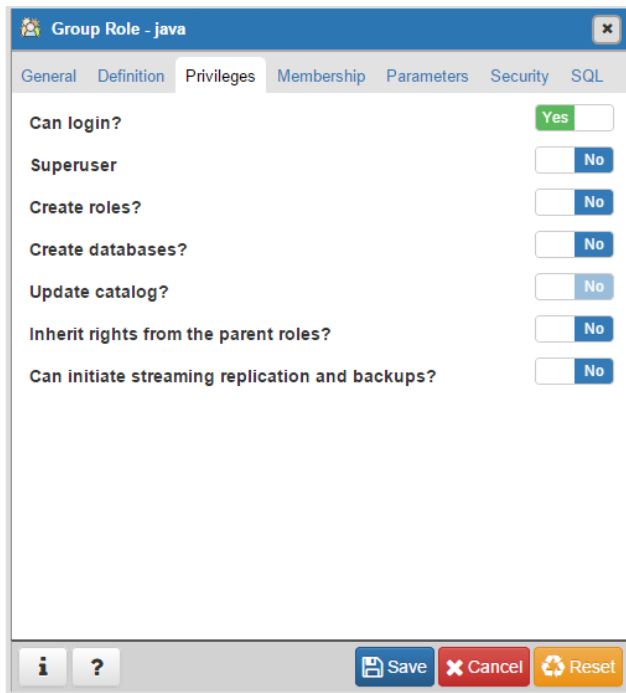 Group Role - java
General Definition Privileges Membership Parameters Security SQL
Can login? Yes
Superuser No
Create roles? No
Create databases? No
Update catalog? No
Inherit rights from the parent roles? No
Can initiate streaming replication and backups? No
i ? Save Cancel Reset